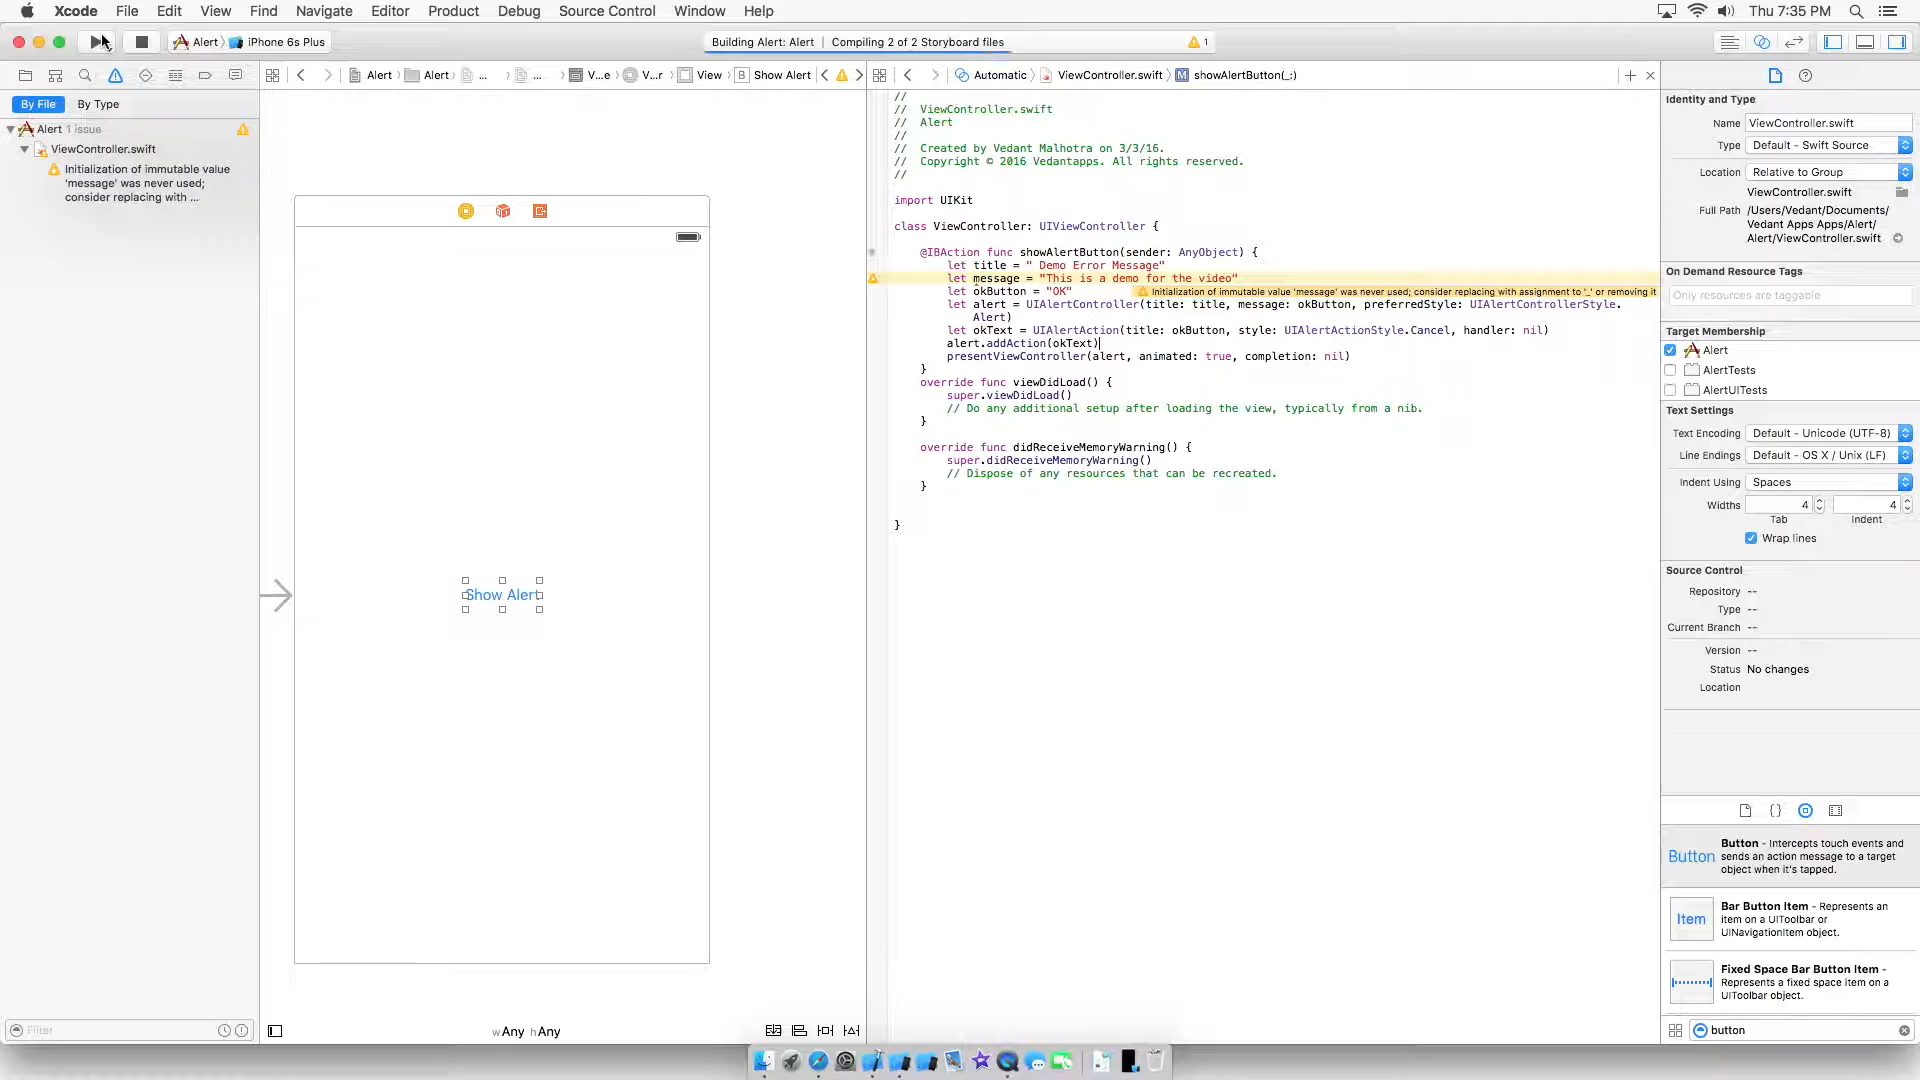 Xcode File Edit View Find Navigate Editor Product Debug Source Control Window Help Thu 7:35 PM
Alert iPhone 6s Plus Building Alert: Alert | Compiling 2 of 2 Storyboard files 1
Alert Alert ... ... V...e V...r View B Show Alert Automatic ViewController.swift M showAlertButton(_:)
By File By Type
Alert 1 issue
ViewController.swift
Initialization of immutable value
'message' was never used;
consider replacing with ...
Filter
Show Alert
wAny hAny
//
// ViewController.swift
// Alert
//
// Created by Vedant Malhotra on 3/3/16.
// Copyright © 2016 Vedantapps. All rights reserved.
//
import UIKit
class ViewController: UIViewController {
@IBAction func showAlertButton(sender: AnyObject) {
let title = " Demo Error Message"
let message = "This is a demo for the video"
let okButton = "OK"
Initialization of immutable value 'message' was never used; consider replacing with assignment to '_' or removing it
let alert = UIAlertController(title: title, message: okButton, preferredStyle: UIAlertControllerStyle.
Alert)
let okText = UIAlertAction(title: okButton, style: UIAlertActionStyle.Cancel, handler: nil)
alert.addAction(okText)
presentViewController(alert, animated: true, completion: nil)
}
override func viewDidLoad() {
super.viewDidLoad()
// Do any additional setup after loading the view, typically from a nib.
}
override func didReceiveMemoryWarning() {
super.didReceiveMemoryWarning()
// Dispose of any resources that can be recreated.
}
}
Identity and Type
Name ViewController.swift
Type Default - Swift Source
Location Relative to Group
ViewController.swift
Full Path /Users/Vedant/Documents/
Vedant Apps Apps/Alert/
Alert/ViewController.swift
On Demand Resource Tags
Only resources are taggable
Target Membership
Alert
AlertTests
AlertUITests
Text Settings
Text Encoding Default - Unicode (UTF-8)
Line Endings Default - OS X / Unix (LF)
Indent Using Spaces
Widths 4 4
Tab Indent
Wrap lines
Source Control
Repository --
Type --
Current Branch --
Version --
Status No changes
Location
{ }
Button
Button - Intercepts touch events and
sends an action message to a target
object when it's tapped.
Item
Bar Button Item - Represents an
item on a UIToolbar or
UINavigationItem object.
Fixed Space Bar Button Item -
Represents a fixed space item on a
UIToolbar object.
button